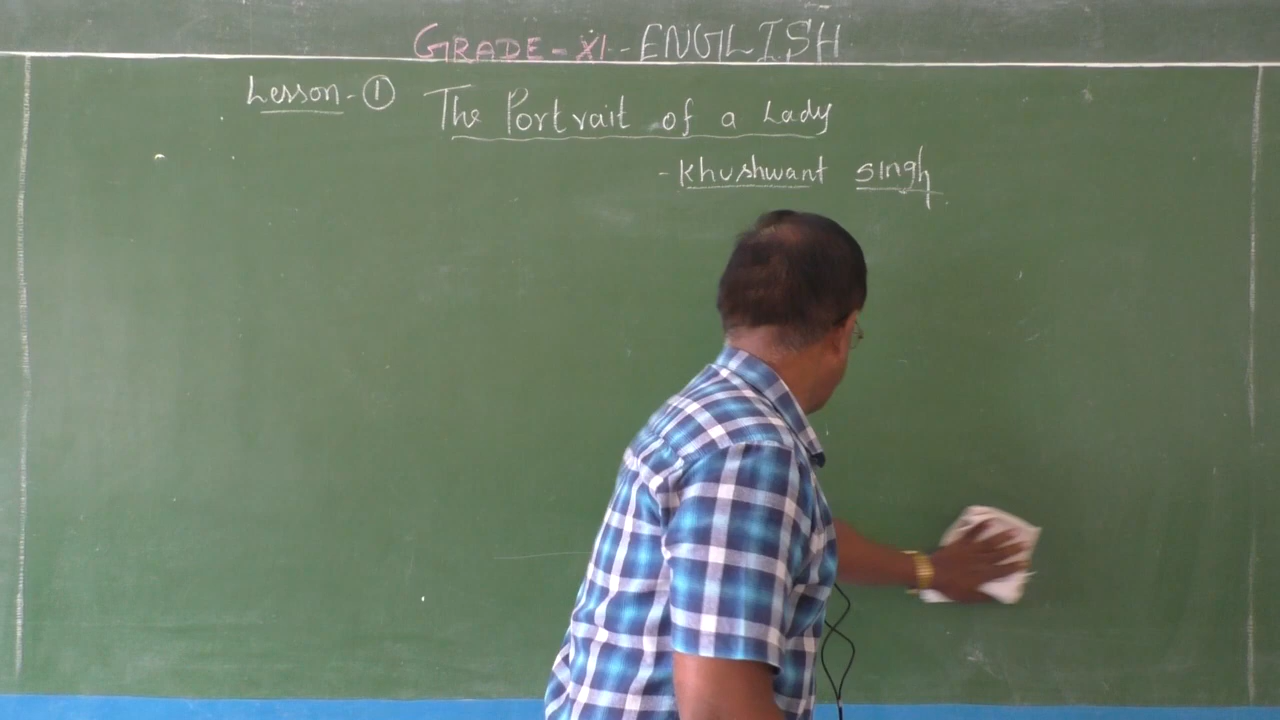 GRADE-XI-ENGLISH
Lesson-① The Portrait of a Lady
-Khushwant Singh